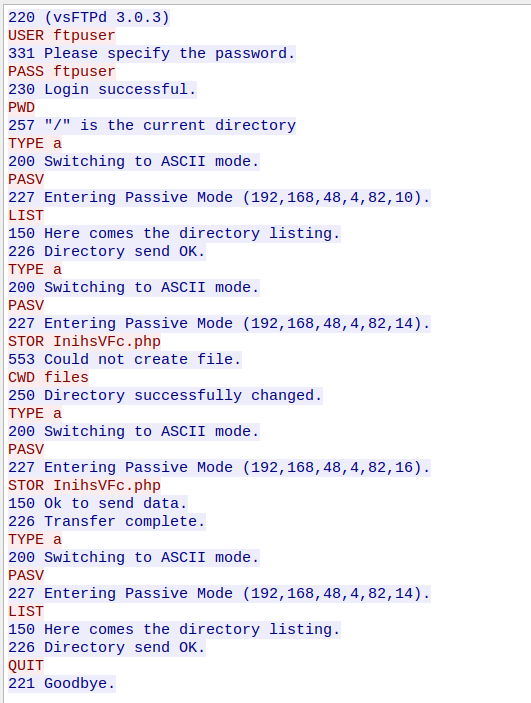 220 (vsFTPd 3.0.3)
USER ftpuser
331 Please specify the password.
PASS ftpuser
230 Login successful.
PWD
257 "/" is the current directory
TYPE a
200 Switching to ASCII mode.
PASV
227 Entering Passive Mode (192,168,48,4,82,10).
LIST
150 Here comes the directory listing.
226 Directory send OK.
TYPE a
200 Switching to ASCII mode.
PASV
227 Entering Passive Mode (192,168,48,4,82,14).
STOR InihsVFc.php
553 Could not create file.
CWD files
250 Directory successfully changed.
TYPE a
200 Switching to ASCII mode.
PASV
227 Entering Passive Mode (192,168,48,4,82,16).
STOR InihsVFc.php
150 Ok to send data.
226 Transfer complete.
TYPE a
200 Switching to ASCII mode.
PASV
227 Entering Passive Mode (192,168,48,4,82,14).
LIST
150 Here comes the directory listing.
226 Directory send OK.
QUIT
221 Goodbye.